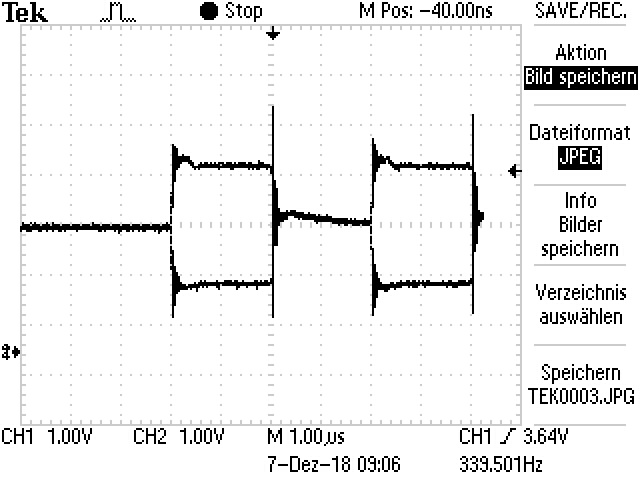 Tek Stop M Pos: -40.00ns SAVE/REC.
Aktion
Bild speichern
Dateiformat
JPEG
Info
Bilder
speichern
Verzeichnis
auswählen
Speichern
TEK0003.JPG
CH1 1.00V CH2 1.00V M 1.00µs CH1 3.64V
7-Dez-18 09:06 339.501Hz